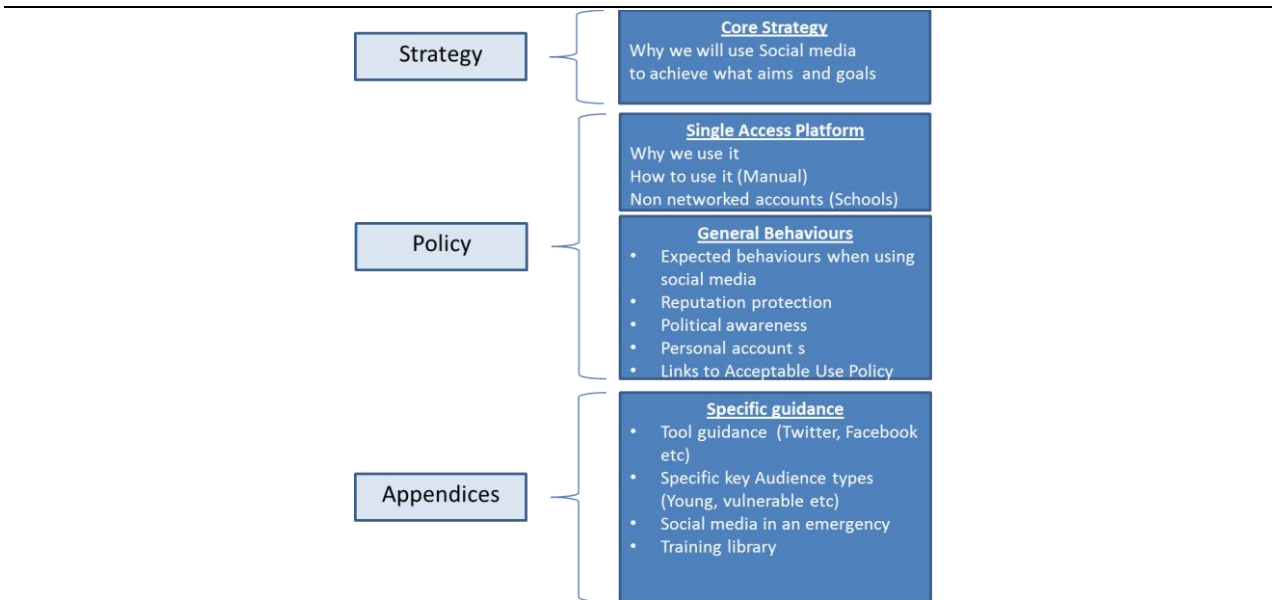 Strategy
Core Strategy
Why we will use Social media
to achieve what aims and goals
Policy
Single Access Platform
Why we use it
How to use it (Manual)
Non networked accounts (Schools)
General Behaviours
• Expected behaviours when using
social media
• Reputation protection
• Political awareness
• Personal account s
• Links to Acceptable Use Policy
Appendices
Specific guidance
• Tool guidance (Twitter, Facebook
etc)
• Specific key Audience types
(Young, vulnerable etc)
• Social media in an emergency
• Training library